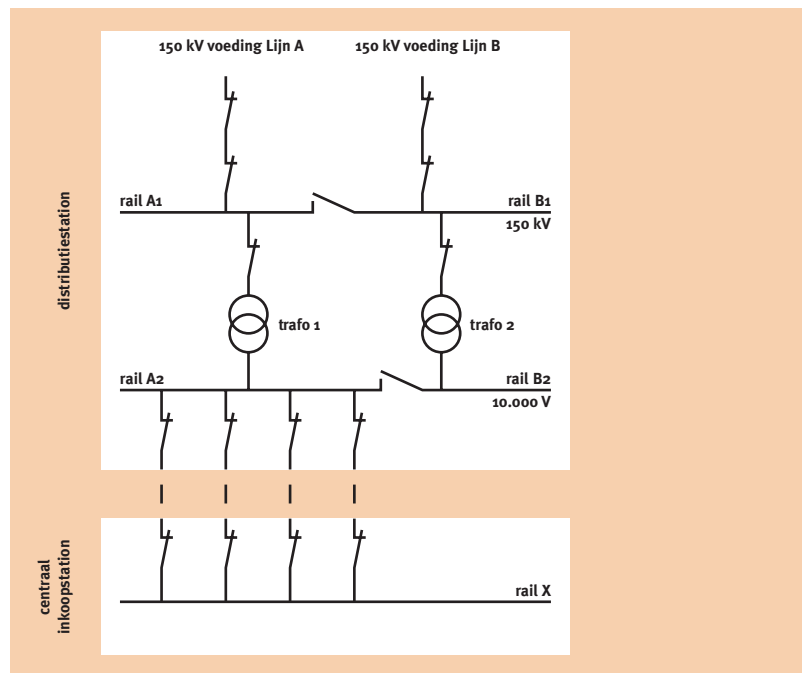 150 kV voeding Lijn A
150 kV voeding Lijn B
distributiestation
rail A1
rail B1
150 kV
trafo 1
trafo 2
rail A2
rail B2
10.000 V
centraal
inkoopstation
rail X